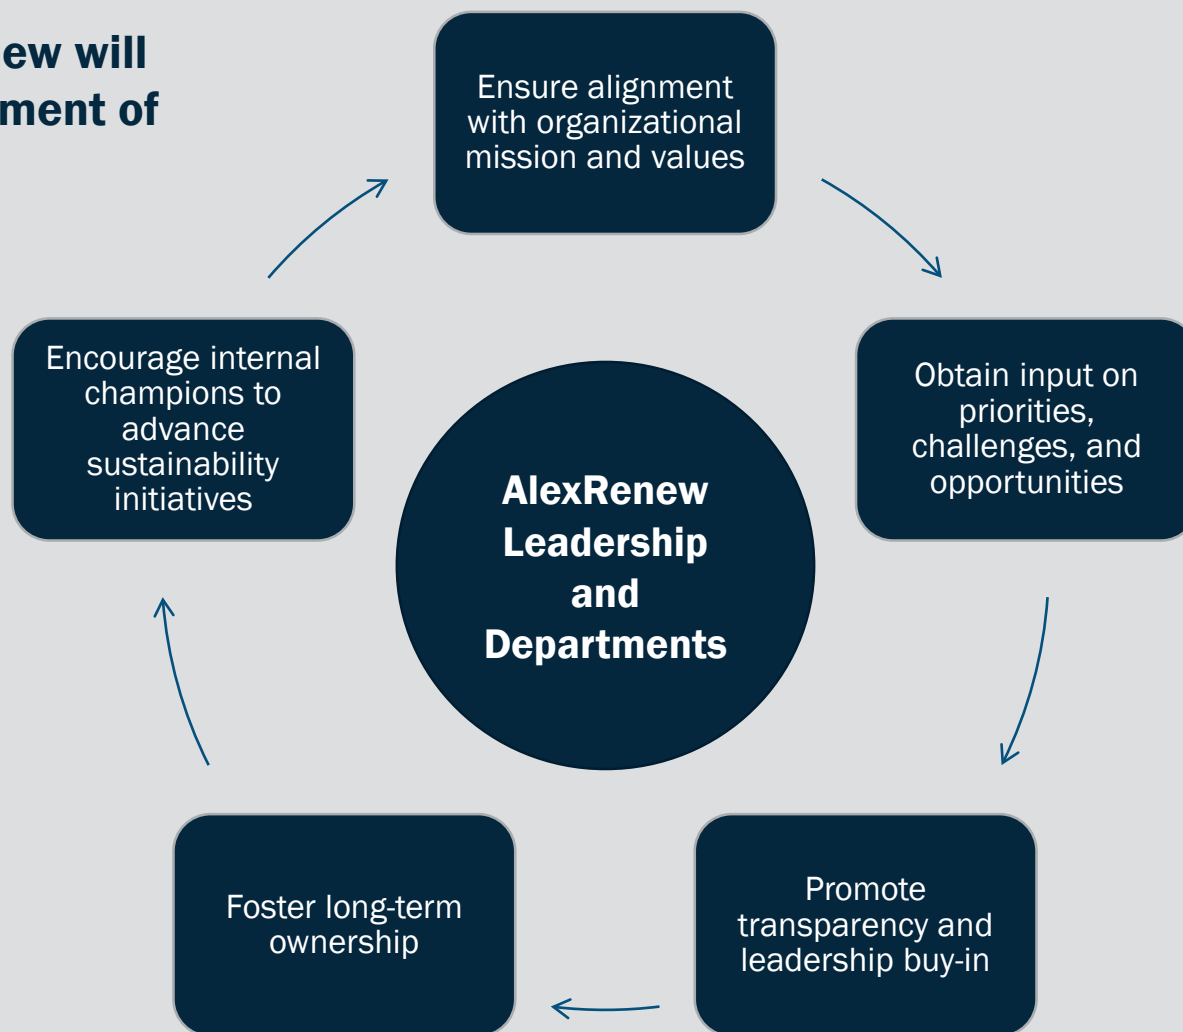 ew will
ment of
Ensure alignment
with organizational
mission and values
Obtain input on
priorities,
challenges, and
opportunities
Promote
transparency and
leadership buy-in
Foster long-term
ownership
Encourage internal
champions to
advance
sustainability
initiatives
AlexRenew
Leadership
and
Departments